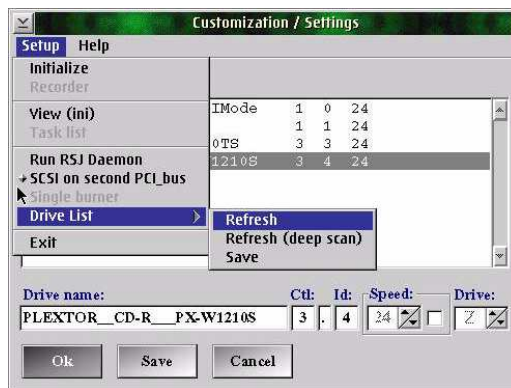 Customization / Settings
Setup Help
Initialize
Recorder
View (ini)
Task list
Run RSJ Daemon
SCSI on second PCI_bus
Single burner
Drive List
Exit
IMode 1 0 24
1 1 24
0TS 3 3 24
1210S 3 4 24
Refresh
Refresh (deep scan)
Save
Drive name: Ctl: Id: Speed: Drive:
PLEXTOR__CD-R___PX-W1210S 3 . 4 24 Z
Ok Save Cancel